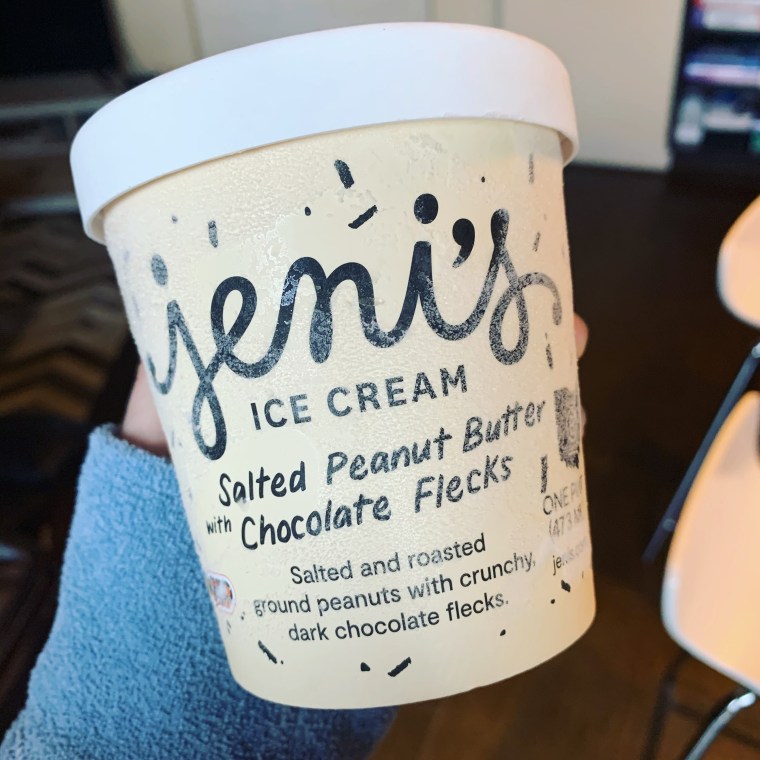 jeni's
ICE CREAM
Salted Peanut Butter
with Chocolate Flecks
Salted and roasted
ground peanuts with crunchy,
dark chocolate flecks.
ONE